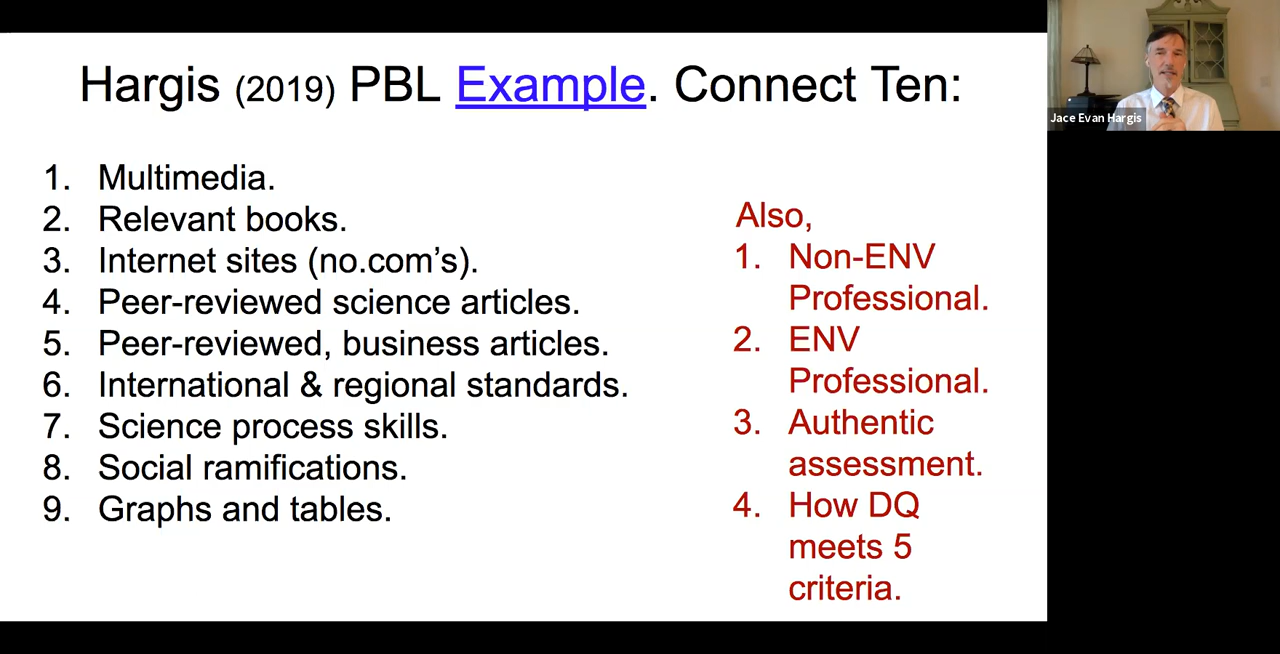 Hargis (2019) PBL Example. Connect Ten:
1. Multimedia.
2. Relevant books.
3. Internet sites (no.com’s).
4. Peer-reviewed science articles.
5. Peer-reviewed, business articles.
6. International & regional standards.
7. Science process skills.
8. Social ramifications.
9. Graphs and tables.
Also,
1. Non-ENV
Professional.
2. ENV
Professional.
3. Authentic
assessment.
4. How DQ
meets 5
criteria.
Jace Evan Hargis